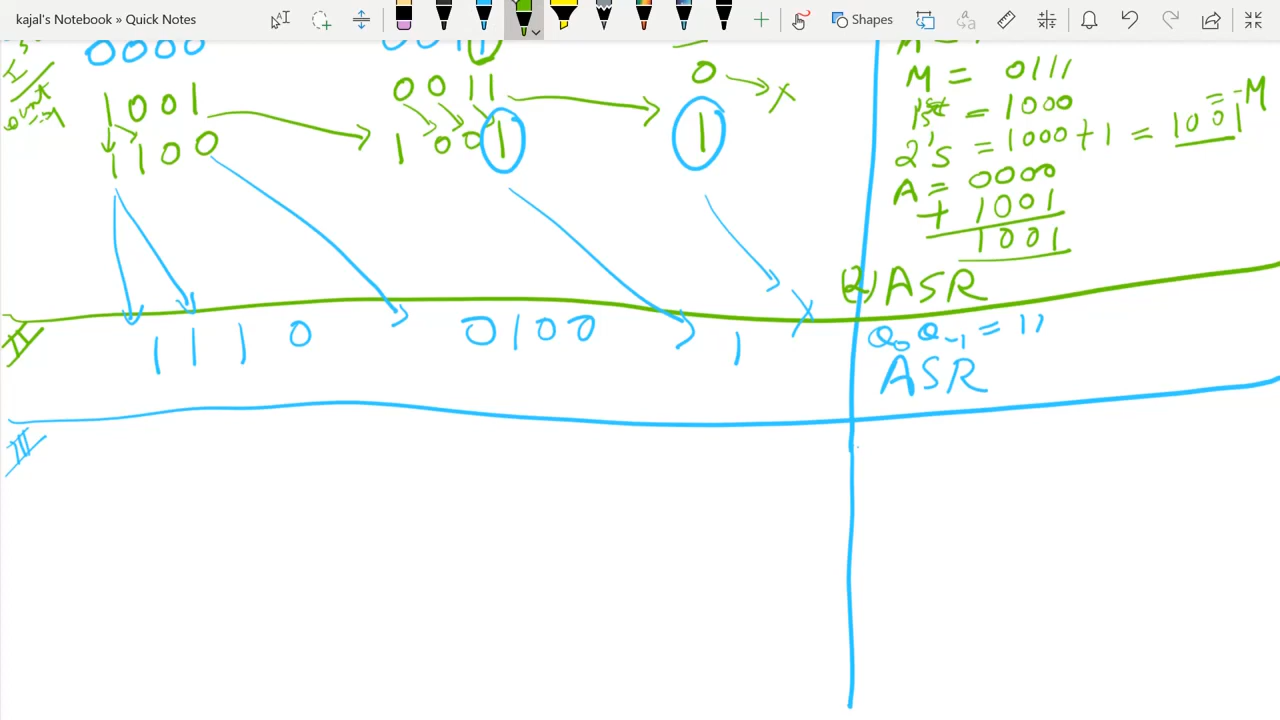 kajal's Notebook » Quick Notes
Shapes
0000
M = 0111
1st = 1000
2's = 1000 + 1 = 1001 = -M
A = 0000
+ 1001
1001
(2) ASR
1001 0011 0 → x
1100 1001 1
II 1110 0100 1 x
Q0 Q-1 = 11
ASR
III